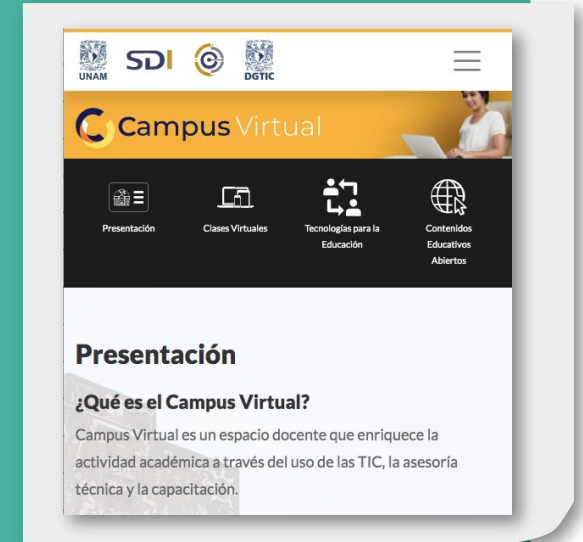 UNAM
SDI
DGTIC
Campus Virtual
Presentación
Clases Virtuales
Tecnologías para la
Educación
Contenidos
Educativos
Abiertos
Presentación
¿Qué es el Campus Virtual?
Campus Virtual es un espacio docente que enriquece la
actividad académica a través del uso de las TIC, la asesoría
técnica y la capacitación.